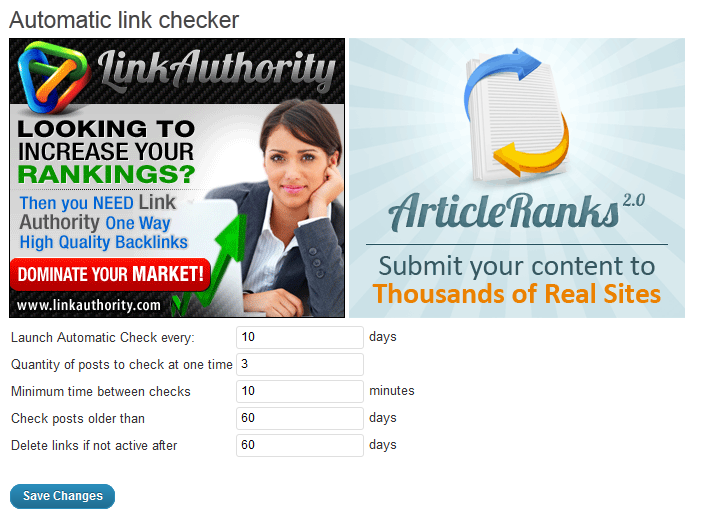 Automatic link checker
LinkAuthority
LOOKING TO
INCREASE YOUR
RANKINGS?
Then you NEED Link
Authority One Way
High Quality Backlinks
DOMINATE YOUR MARKET!
www.linkauthority.com
ArticleRanks 2.0
Submit your content to
Thousands of Real Sites
Launch Automatic Check every: 10 days
Quantity of posts to check at one time 3
Minimum time between checks 10 minutes
Check posts older than 60 days
Delete links if not active after 60 days
Save Changes